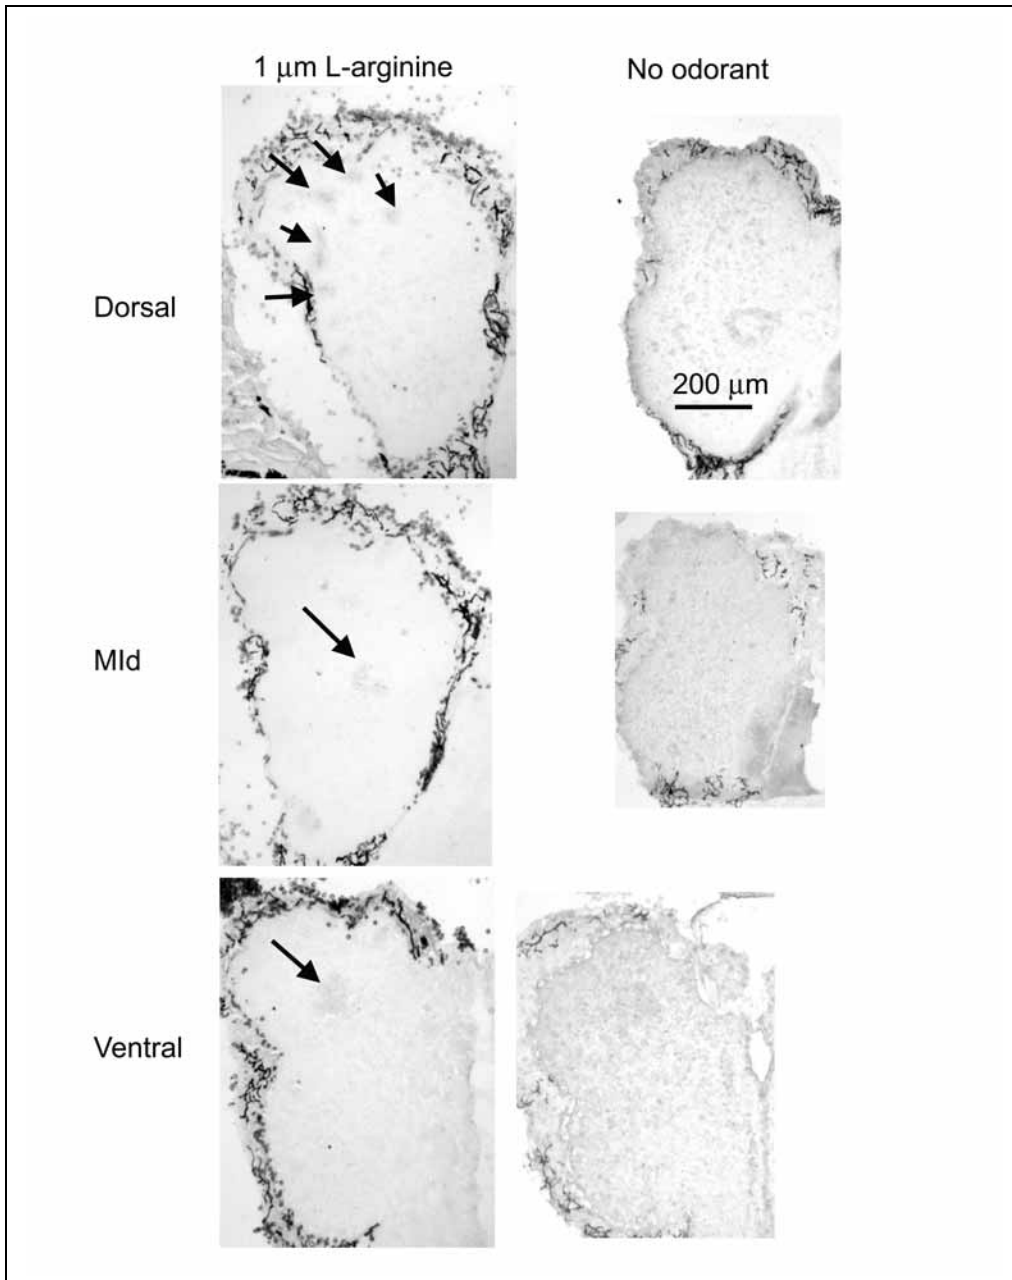 1 μm L-arginine
No odorant
Dorsal
200 μm
MId
Ventral